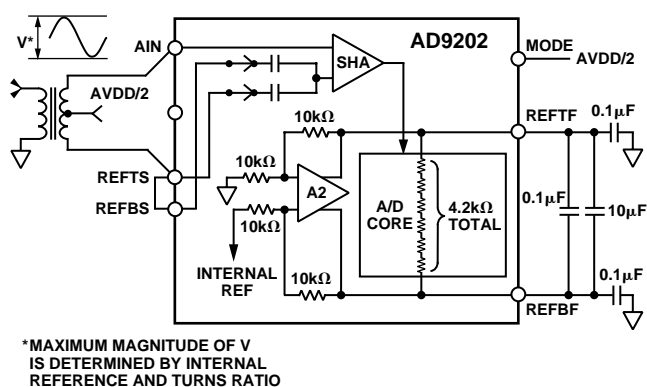 V*
AIN
AVDD/2
REFTS
REFBS
AD9202
SHA
MODE
AVDD/2
REFTF
0.1µF
10kΩ
10kΩ
A2
10kΩ
10kΩ
INTERNAL
REF
A/D
CORE
4.2kΩ
TOTAL
0.1µF
10µF
0.1µF
REFBF
*MAXIMUM MAGNITUDE OF V
IS DETERMINED BY INTERNAL
REFERENCE AND TURNS RATIO